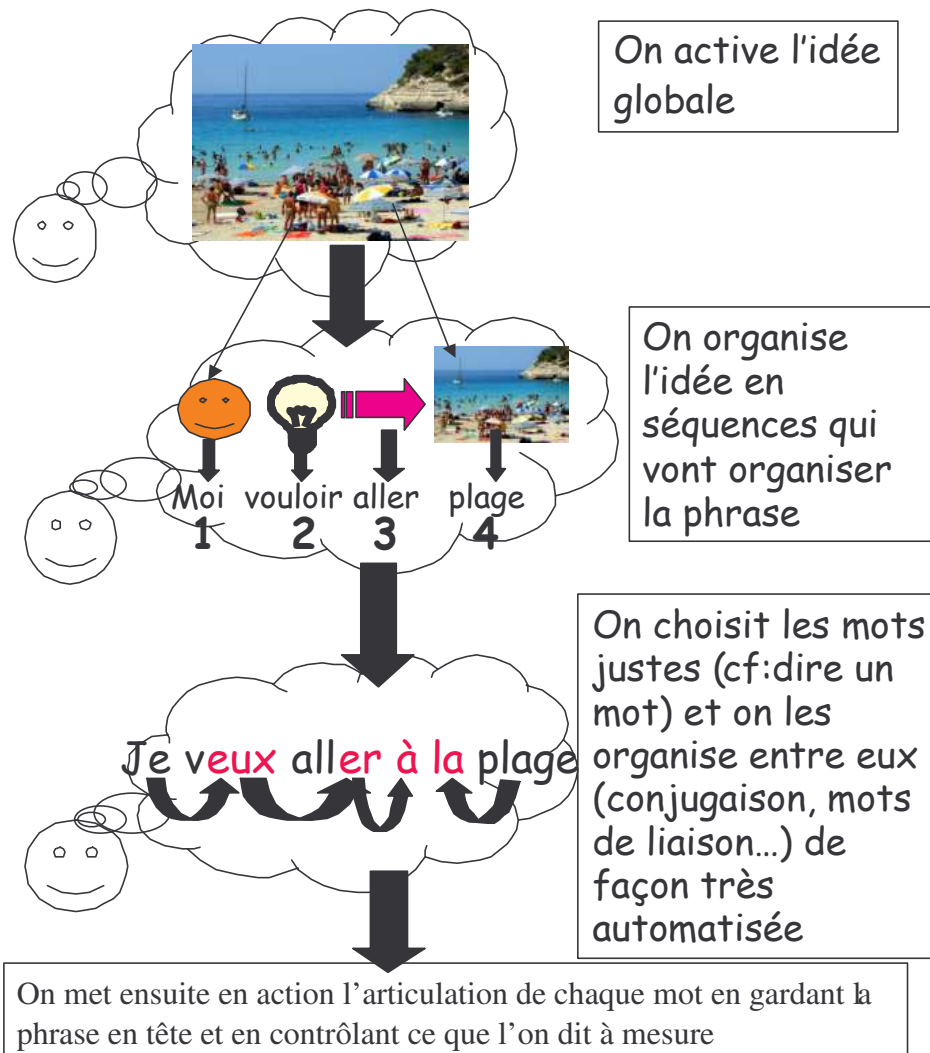 On active l'idée
globale
On organise
l'idée en
séquences qui
vont organiser
la phrase
Moi vouloir aller plage
1 2 3 4
On choisit les mots
justes (cf:dire un
mot) et on les
organise entre eux
(conjugaison, mots
de liaison…) de
façon très
automatisée
Je veux aller à la plage
On met ensuite en action l'articulation de chaque mot en gardant la
phrase en tête et en contrôlant ce que l'on dit à mesure